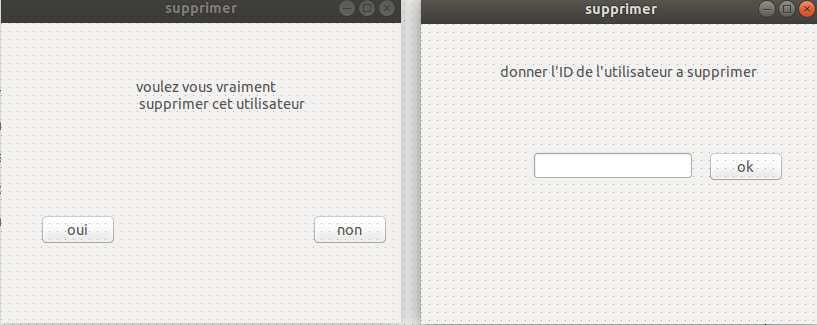 supprimer
voulez vous vraiment
supprimer cet utilisateur
oui
non
supprimer
donner l'ID de l'utilisateur a supprimer
ok